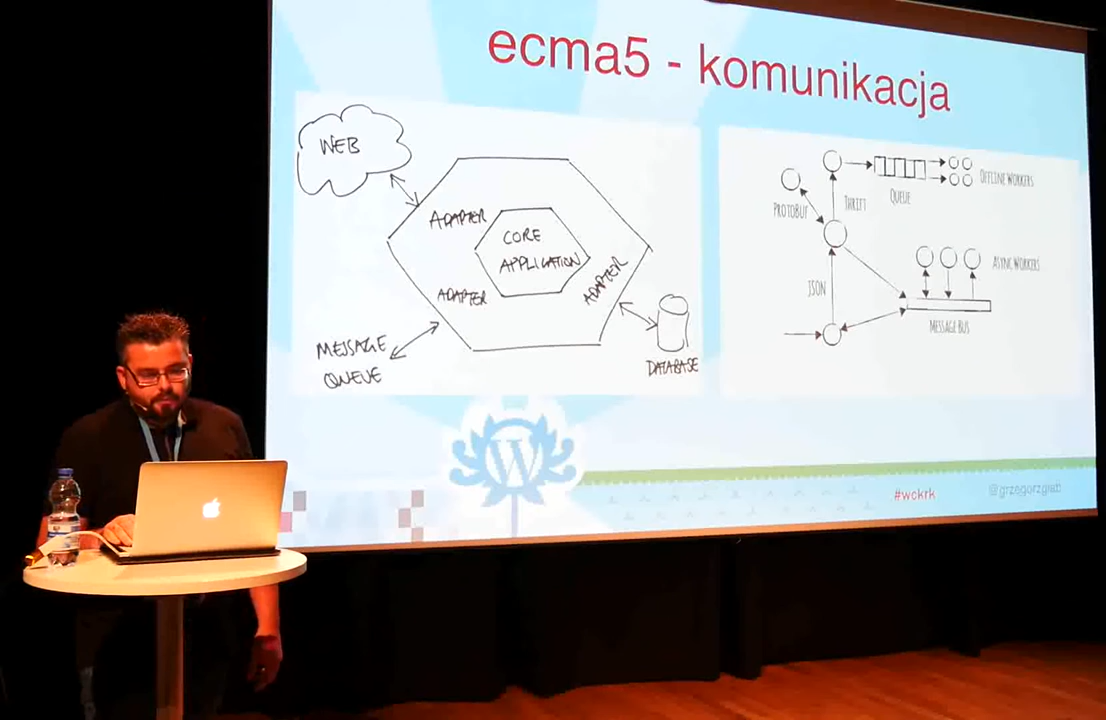 ecma5 - komunikacja
WEB
ADAPTER
CORE
APPLICATION
ADAPTER
ADAPTER
MESSAGE
QUEUE
DATABASE
OFFLINE WORKERS
QUEUE
PROTOBUF
THRIFT
ASYNC WORKERS
JSON
MESSAGE BUS
W
#wckrk